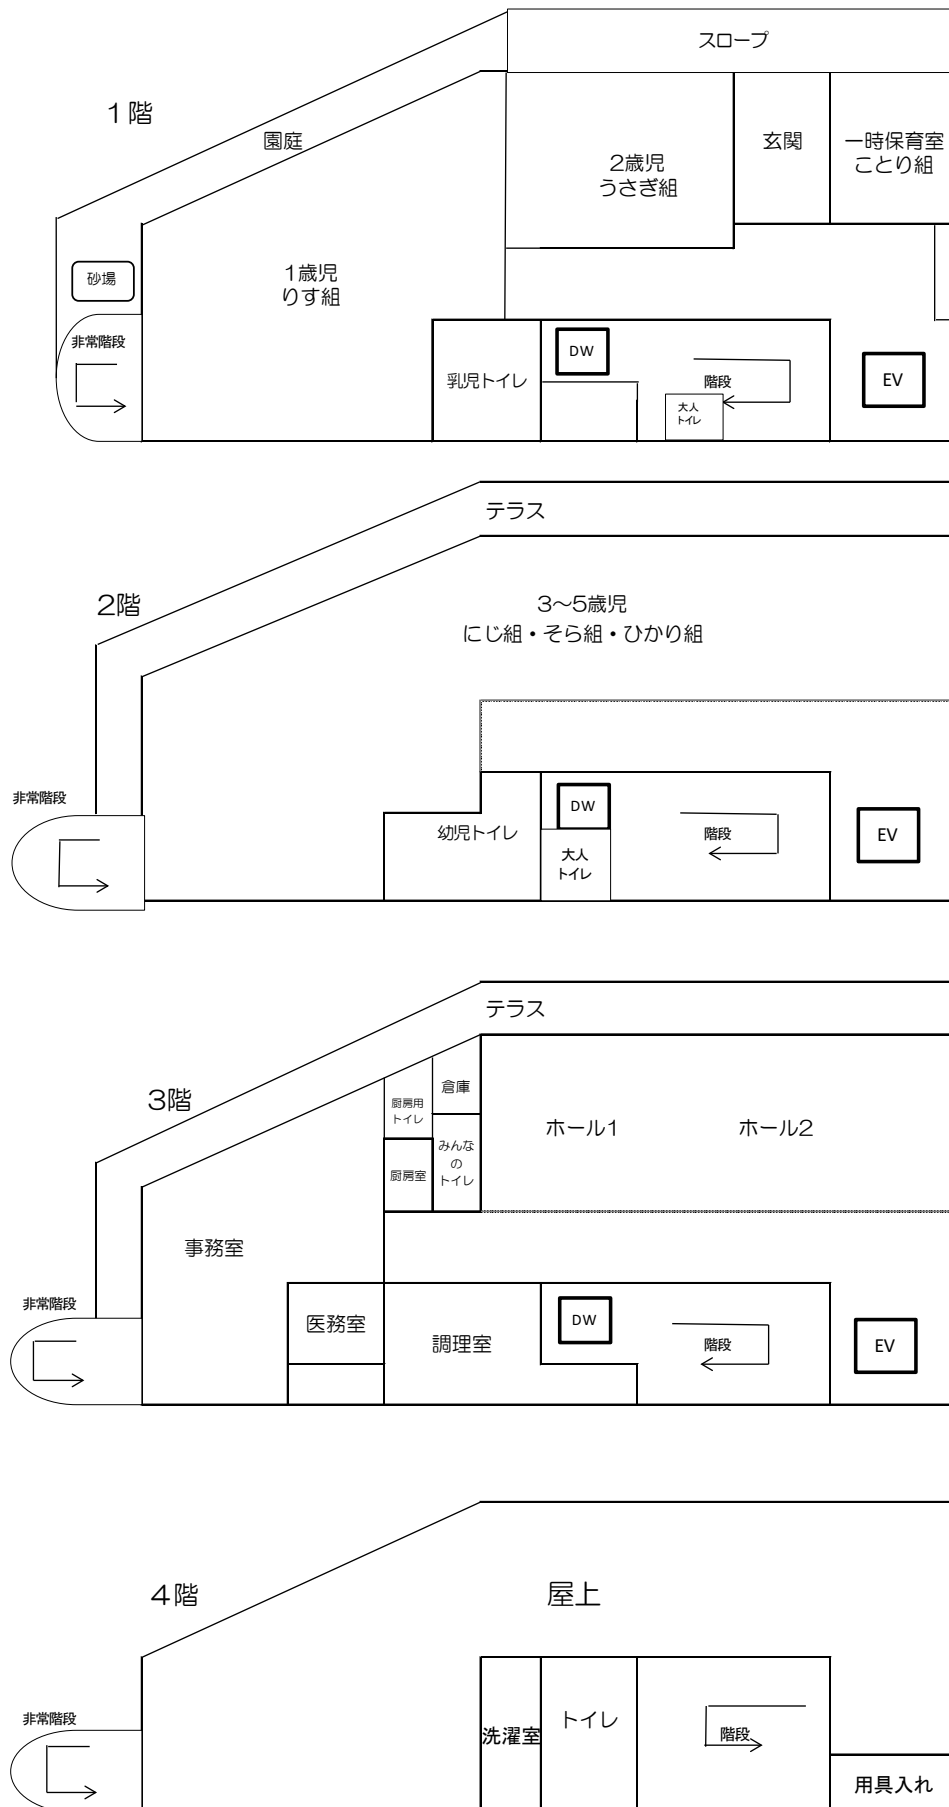 スロープ
1階
園庭
玄関
一時保育室
ことり組
2歳児
うさぎ組
砂場
1歳児
りす組
非常階段
DW
乳児トイレ
階段
EV
大人
トイレ
テラス
2階
3～5歳児
にじ組・そら組・ひかり組
非常階段
DW
幼児トイレ
階段
EV
大人
トイレ
テラス
3階
倉庫
厨房用
トイレ
ホール1
ホール2
みんな
の
トイレ
厨房室
事務室
非常階段
医務室
DW
調理室
階段
EV
4階
屋上
非常階段
トイレ
洗濯室
階段
用具入れ